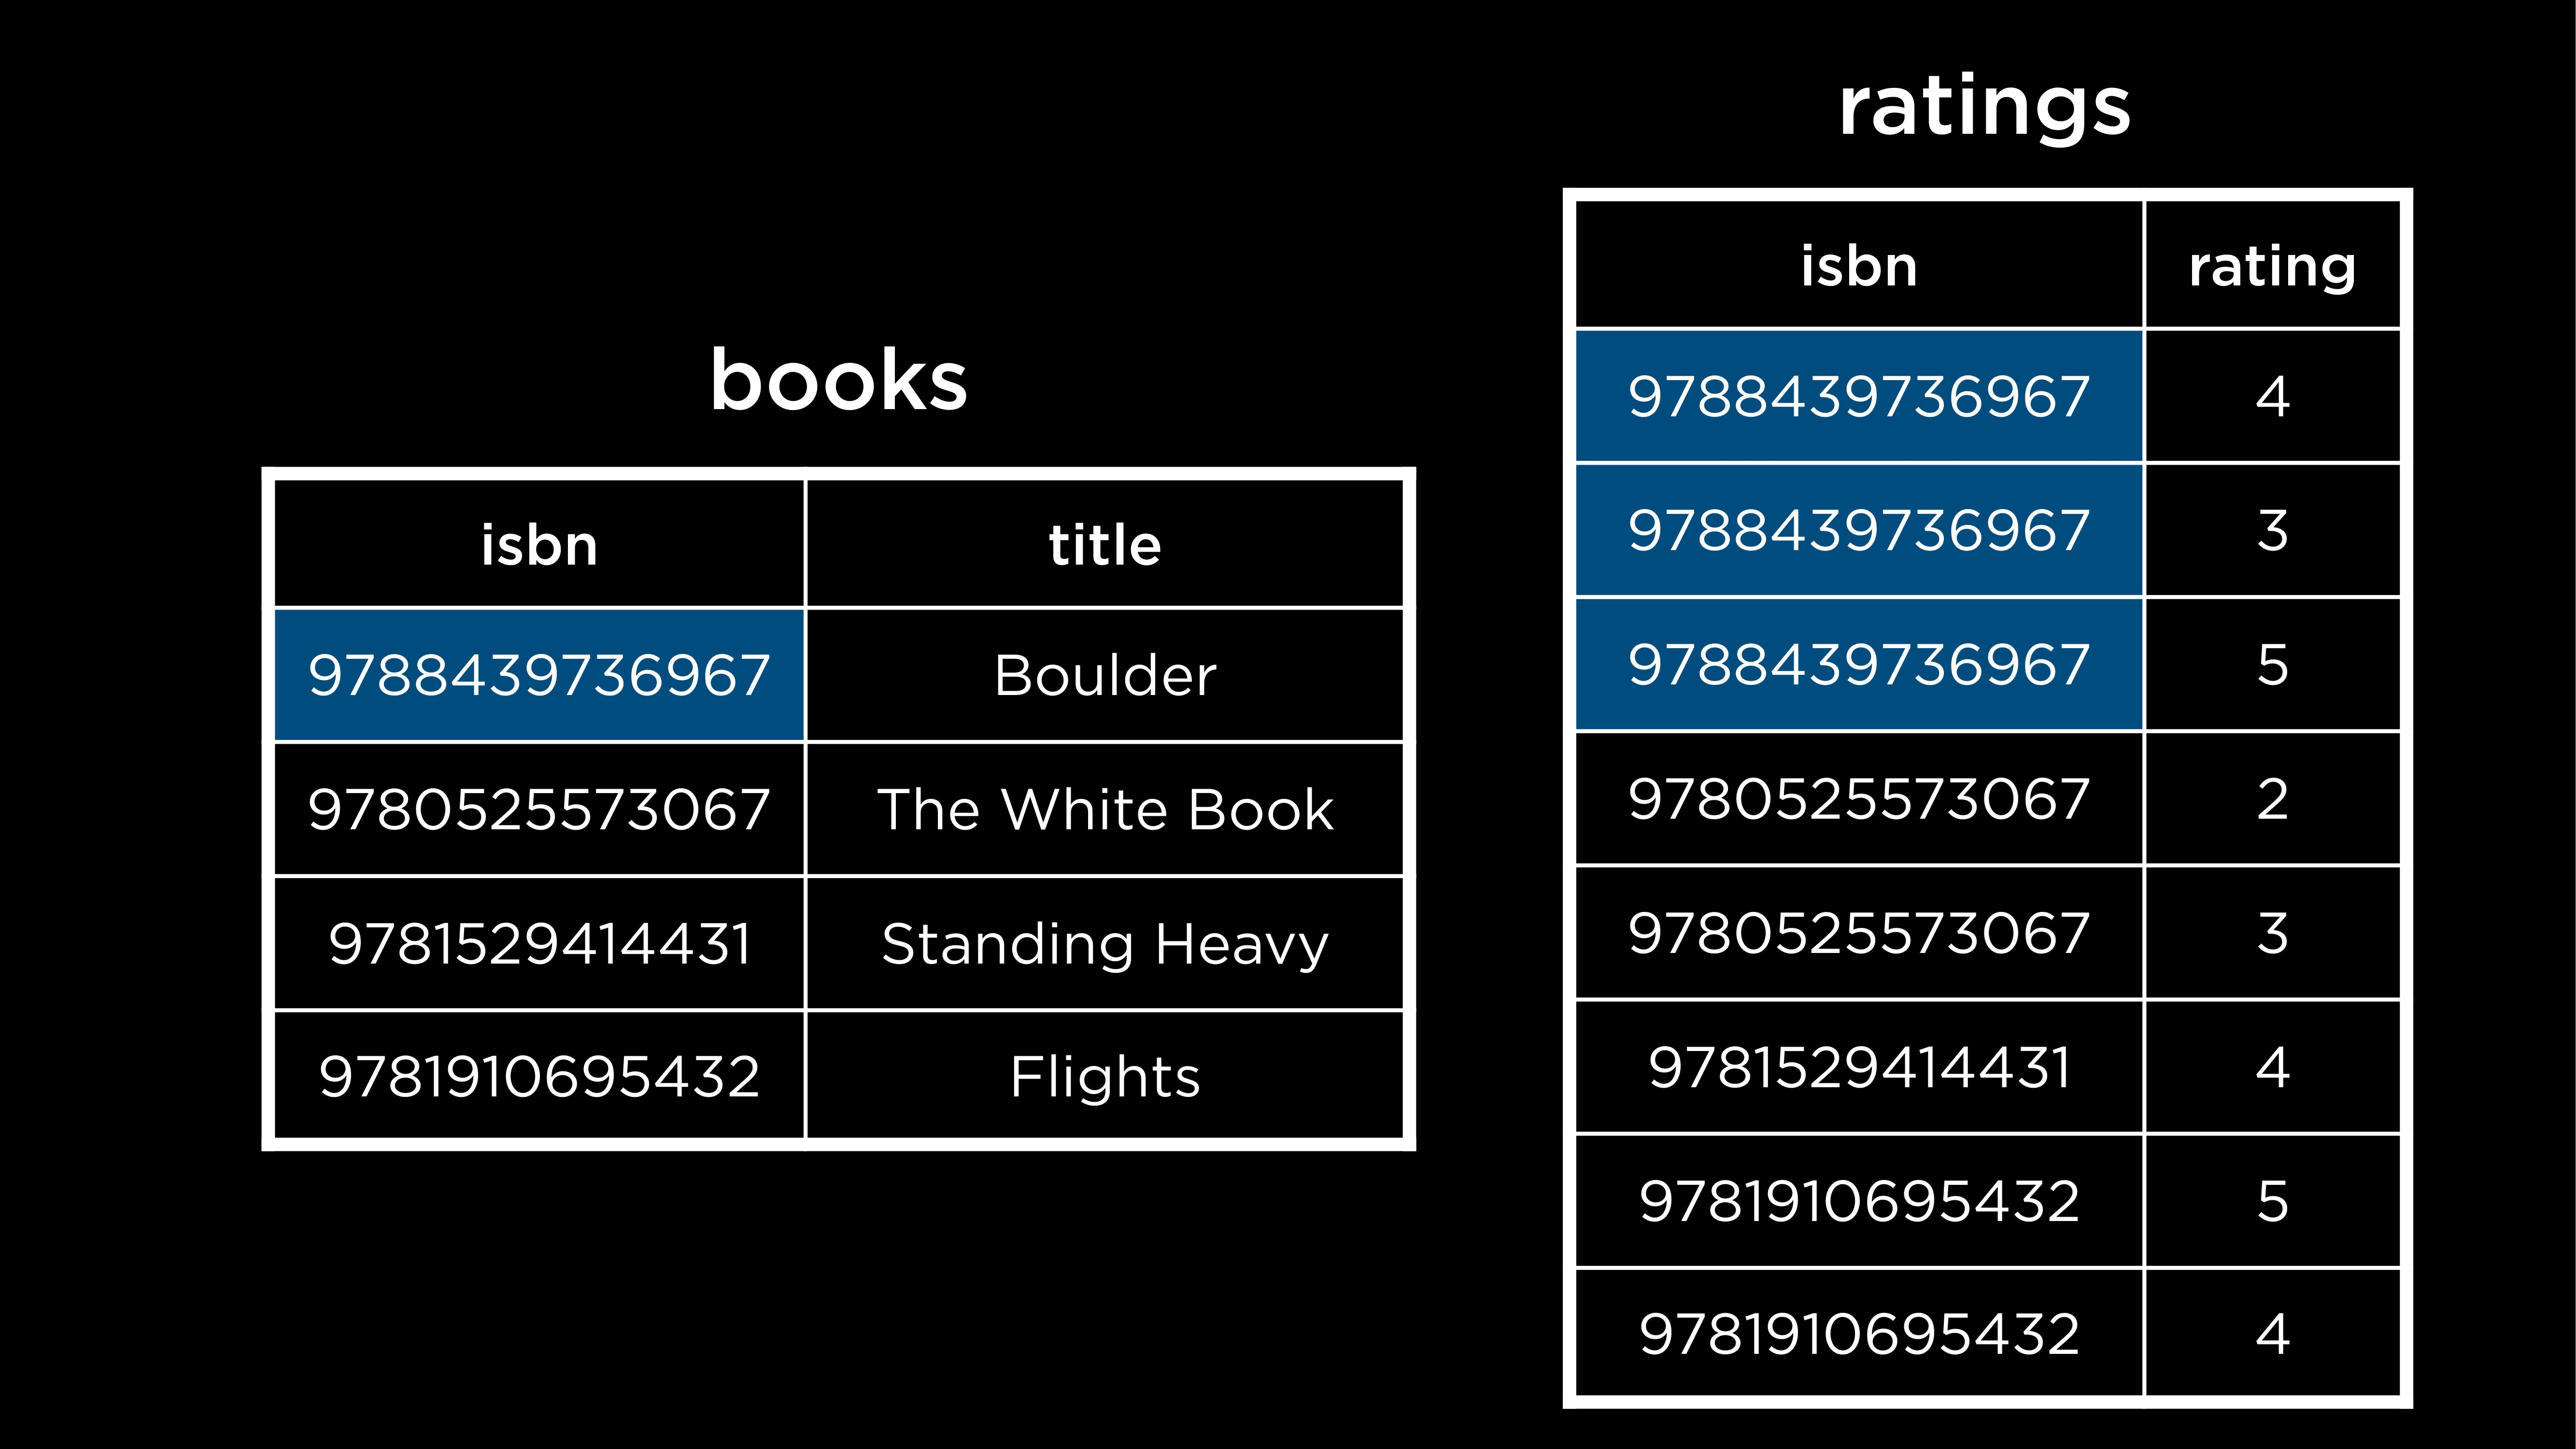 books
isbn title
9788439736967 Boulder
9780525573067 The White Book
9781529414431 Standing Heavy
9781910695432 Flights
ratings
isbn rating
9788439736967 4
9788439736967 3
9788439736967 5
9780525573067 2
9780525573067 3
9781529414431 4
9781910695432 5
9781910695432 4